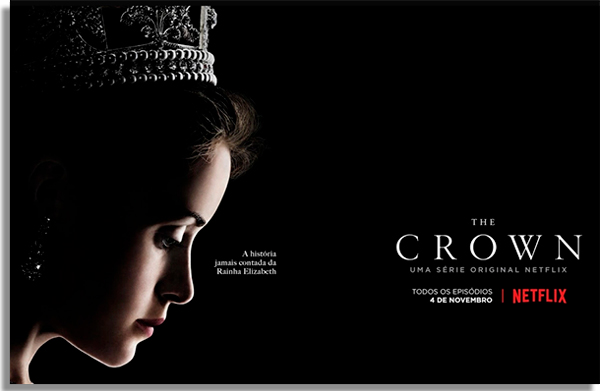 A história
jamais contada da
Rainha Elizabeth
THE
CROWN
UMA SÉRIE ORIGINAL NETFLIX
TODOS OS EPISÓDIOS
4 DE NOVEMBRO | NETFLIX